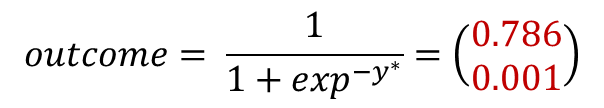 outcome = 1 / (1 + exp^{-y*}) = (0.786 0.001)